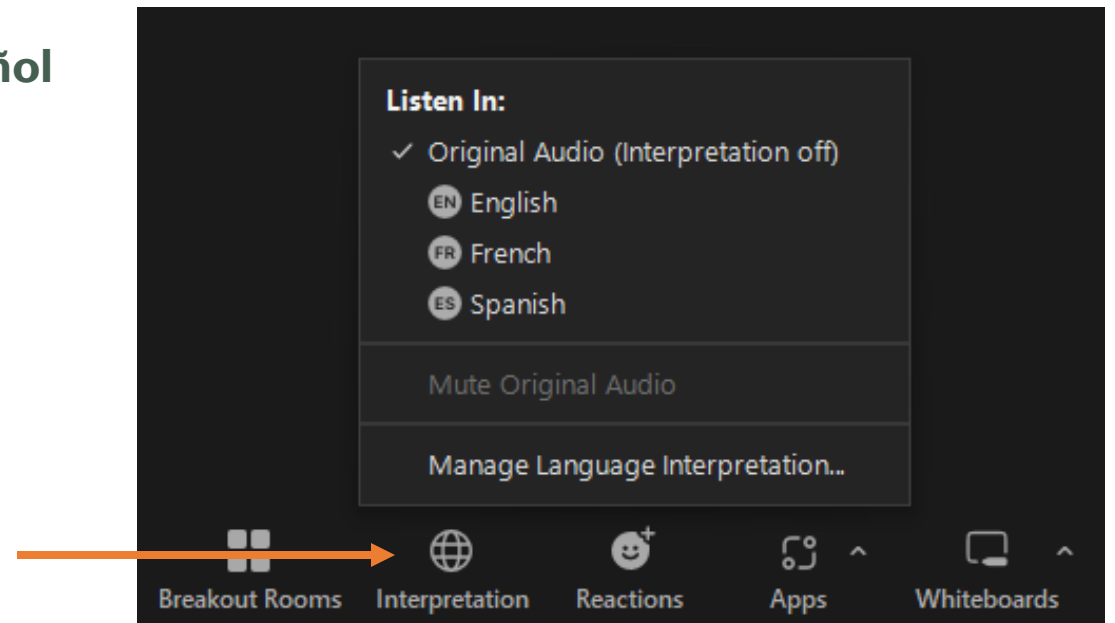 ñol
Listen In:
Original Audio (Interpretation off)
EN English
FR French
ES Spanish
Mute Original Audio
Manage Language Interpretation...
Breakout Rooms Interpretation Reactions Apps Whiteboards